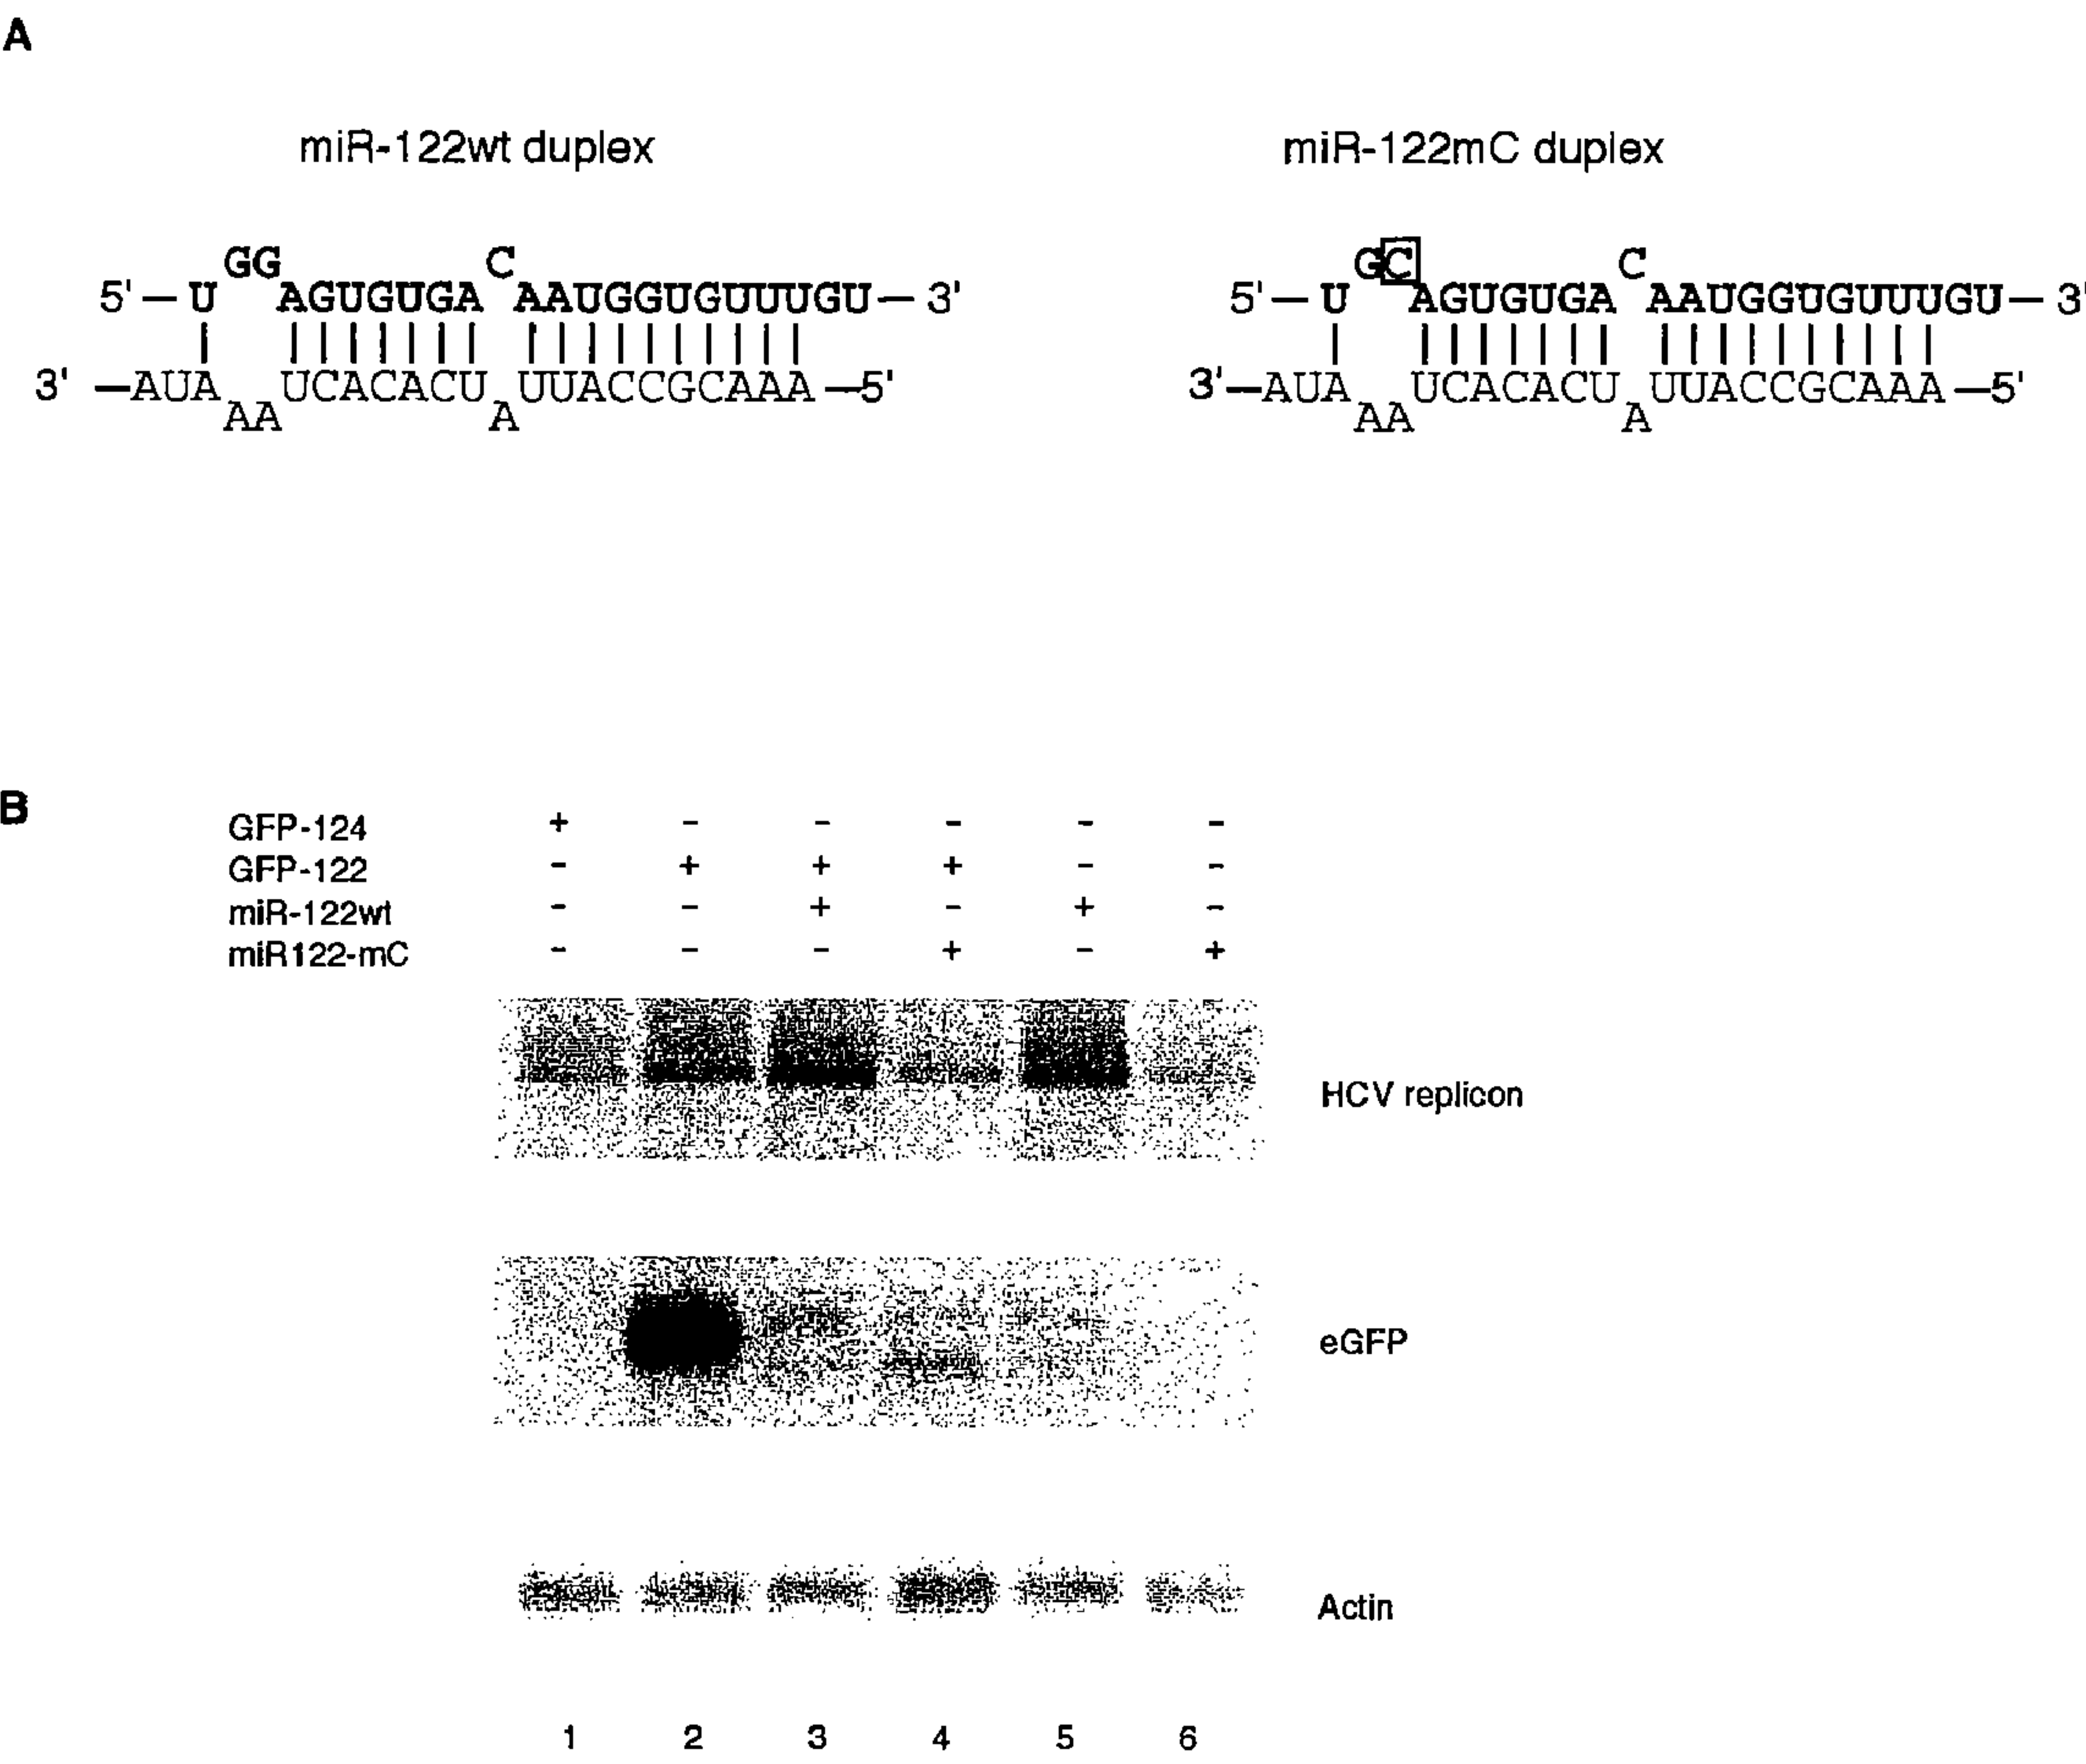 A
miR-122wt duplex
miR-122mC duplex
GG C
5'—U AGUGUGA AAUGGUGUUUGU—3'
3'—AUA UCACACU UUACCGCAAA—5'
AA A
GC C
5'—U AGUGUGA AAUGGUGUUUGU—3'
3'—AUA UCACACU UUACCGCAAA—5'
AA A
B
GFP-124 + - - - - -
GFP-122 - + + + - -
miR-122wt - - + - + -
miR122-mC - - - + - +
HCV replicon
eGFP
Actin
1 2 3 4 5 6